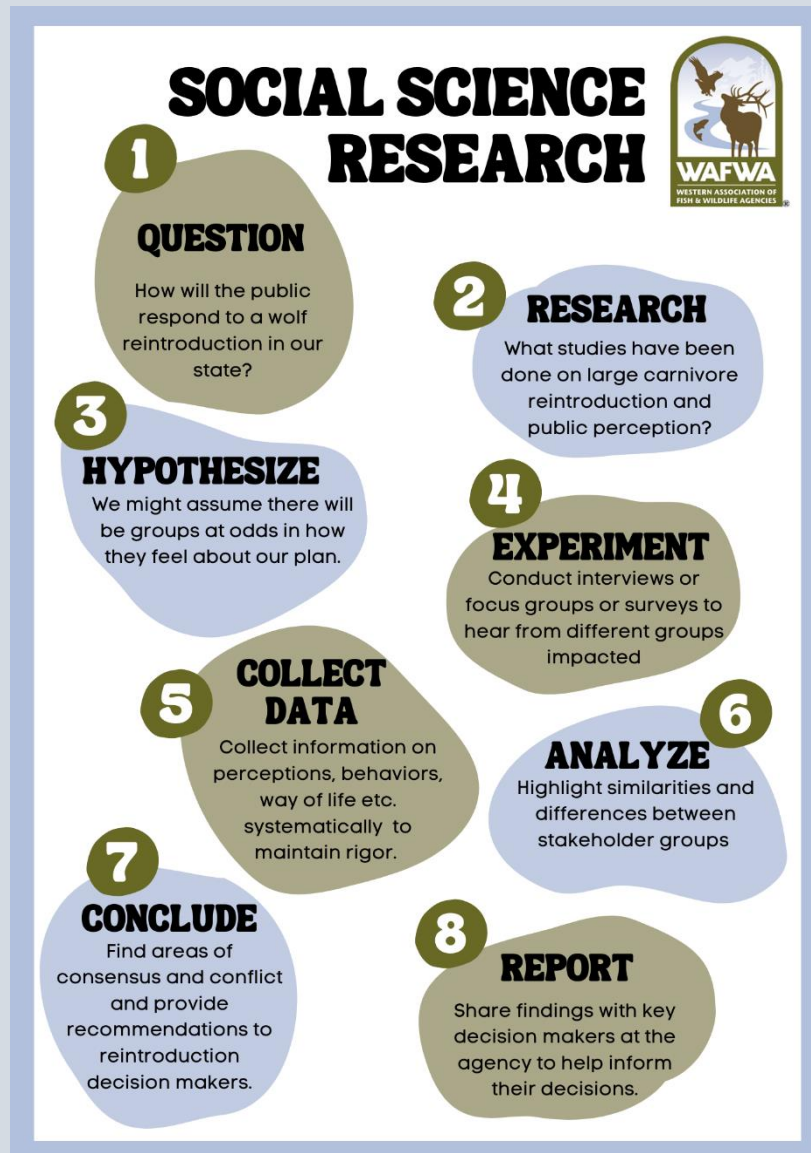 SOCIAL SCIENCE
RESEARCH
WAFWA
WESTERN ASSOCIATION OF
FISH & WILDLIFE AGENCIES ®
1
QUESTION
How will the public
respond to a wolf
reintroduction in our
state?
2
RESEARCH
What studies have been
done on large carnivore
reintroduction and
public perception?
3
HYPOTHESIZE
We might assume there will
be groups at odds in how
they feel about our plan.
4
EXPERIMENT
Conduct interviews or
focus groups or surveys to
hear from different groups
impacted
5
COLLECT
DATA
Collect information on
perceptions, behaviors,
way of life etc.
systematically to
maintain rigor.
6
ANALYZE
Highlight similarities and
differences between
stakeholder groups
7
CONCLUDE
Find areas of
consensus and conflict
and provide
recommendations to
reintroduction
decision makers.
8
REPORT
Share findings with key
decision makers at the
agency to help inform
their decisions.